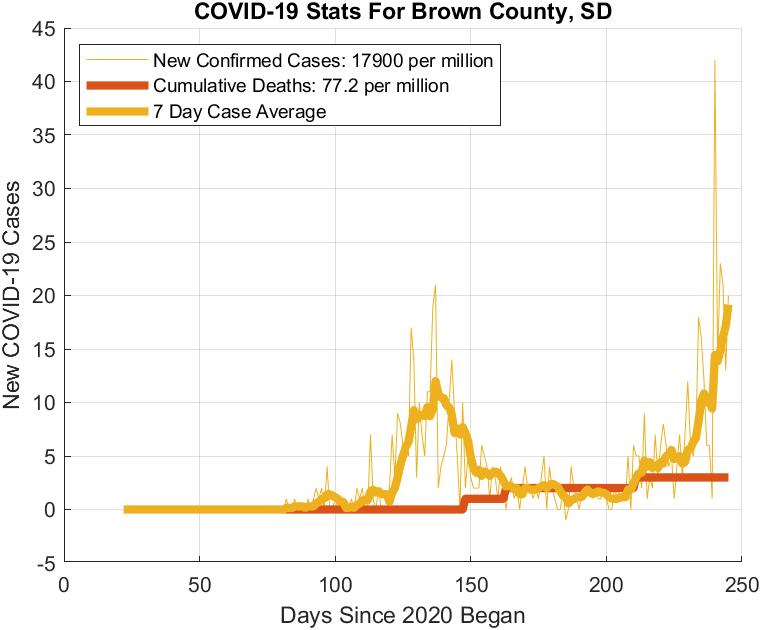 COVID-19 Stats For Brown County, SD
45
40
35
30
25
20
15
10
5
0
-5
New COVID-19 Cases
New Confirmed Cases: 17900 per million
Cumulative Deaths: 77.2 per million
7 Day Case Average
0 50 100 150 200 250
Days Since 2020 Began